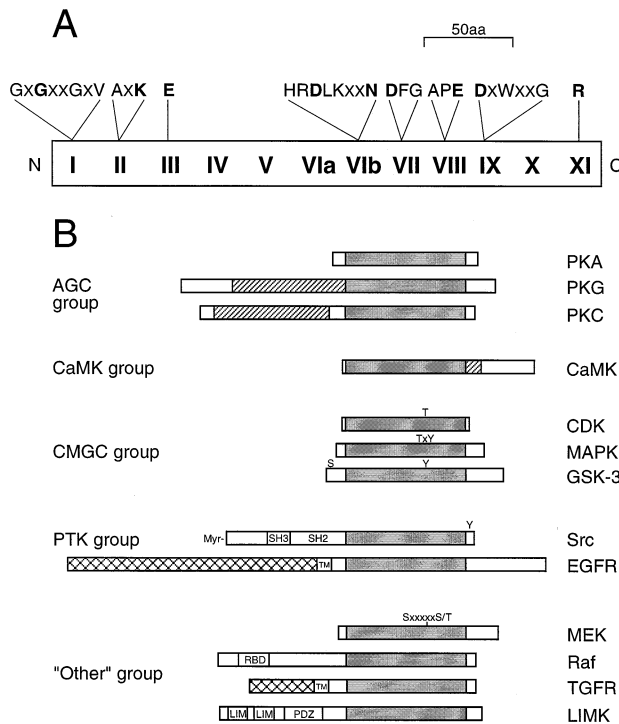 A
50aa
GxGxxGxV AxK E HRDLKxxN DFG APE DxWxxG R
N I II III IV V VIa VIb VII VIII IX X XI C
B
PKA
AGC
group
PKG
PKC
CaMK group CaMK
T
CDK
TxY
CMGC group MAPK
S Y
GSK-3
Y
PTK group Myr- SH3 SH2 Src
TM EGFR
SxxxxxS/T
MEK
"Other" group RBD Raf
TM TGFR
LIM LIM PDZ LIMK